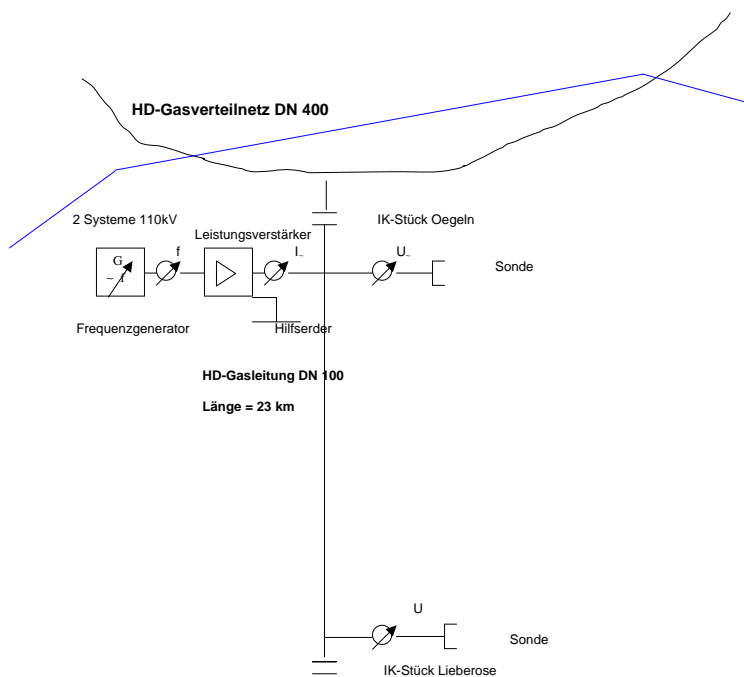 HD-Gasverteilnetz DN 400
2 Systeme 110kV
IK-Stück Oegeln
Leistungsverstärker
G
~ f
f
I~
U~
Sonde
Frequenzgenerator
Hilfserder
HD-Gasleitung DN 100
Länge = 23 km
U
Sonde
IK-Stück Lieberose